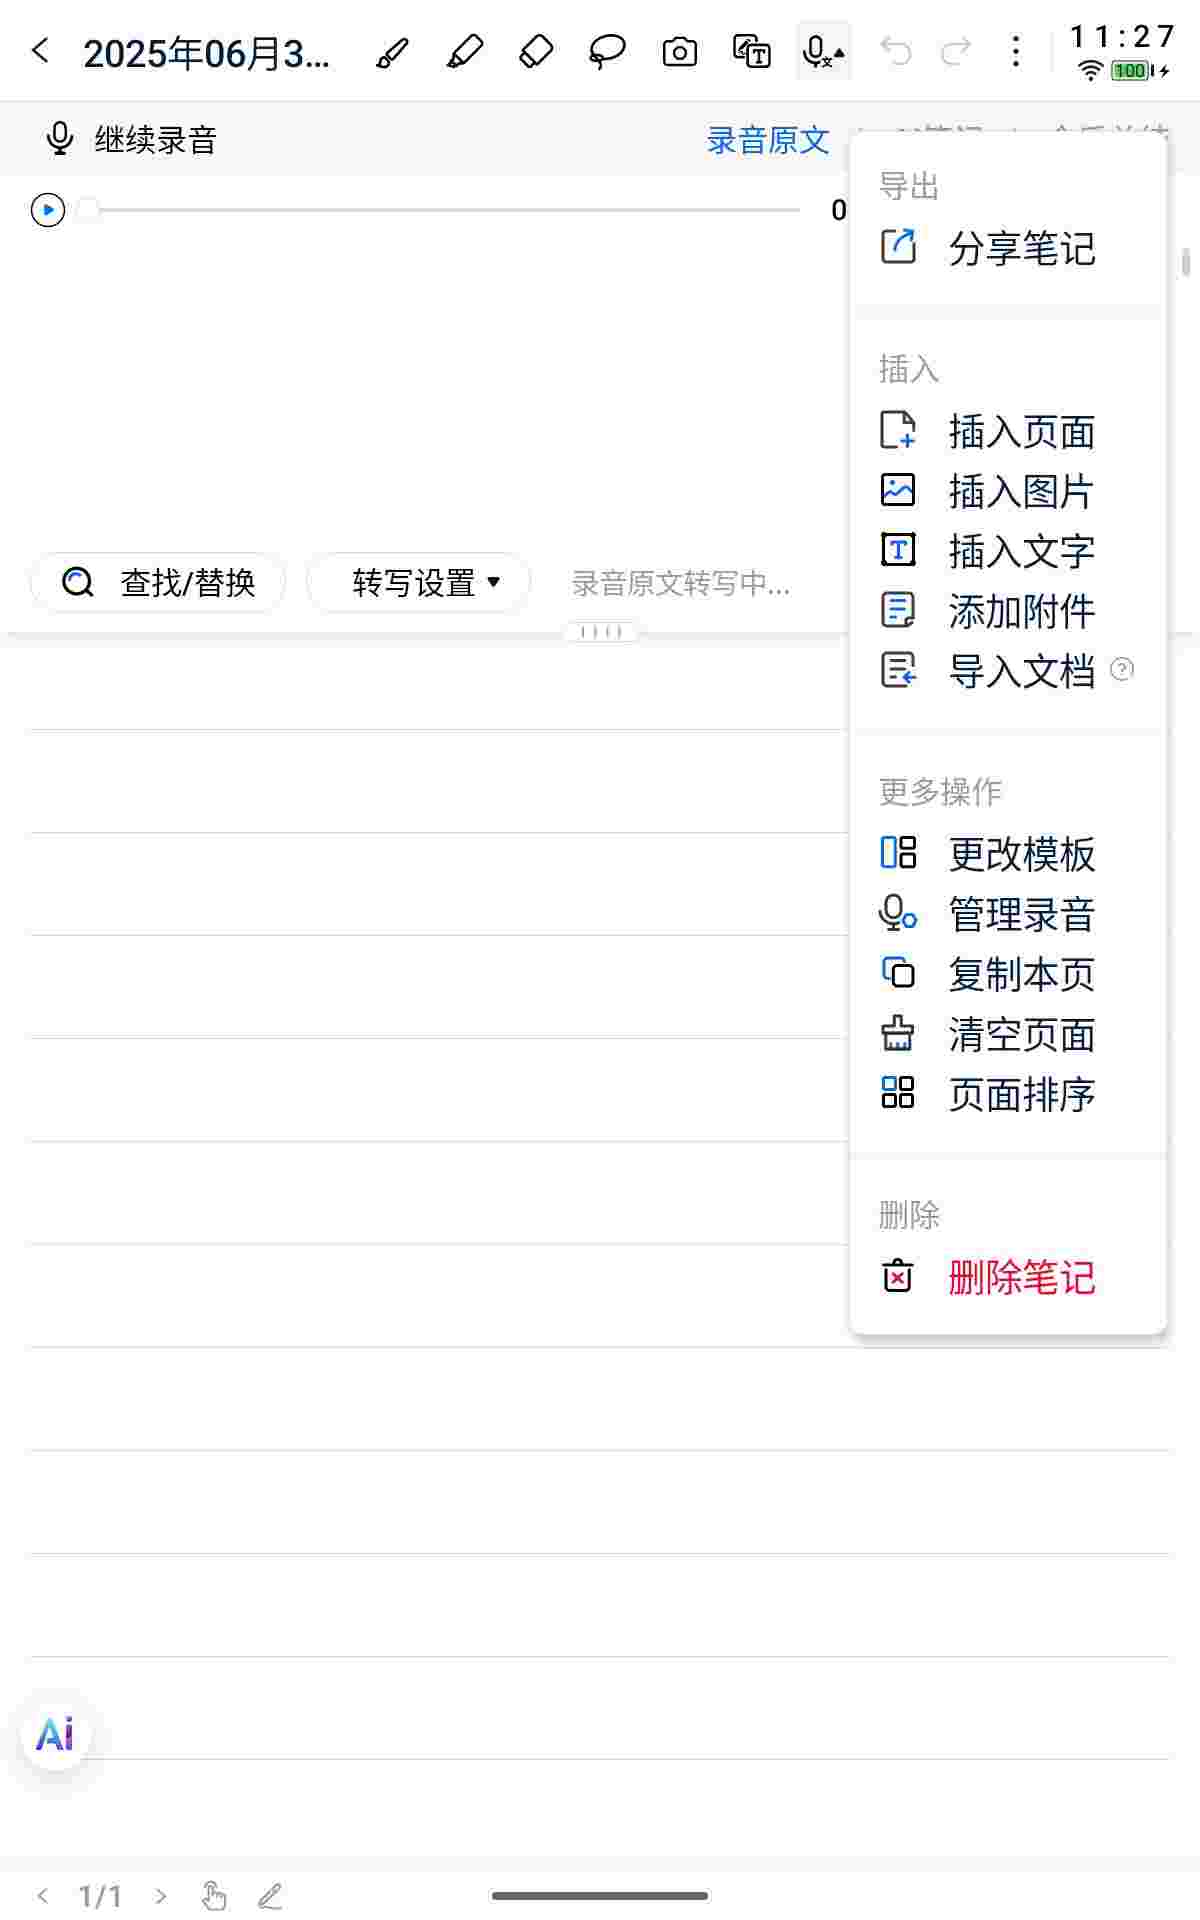 2025年06月3...
11:27
100
继续录音
录音原文
0
导出
分享笔记
插入
插入页面
插入图片
插入文字
添加附件
导入文档
查找/替换
转写设置
录音原文转写中...
更多操作
更改模板
管理录音
复制本页
清空页面
页面排序
删除
删除笔记
Ai
1/1